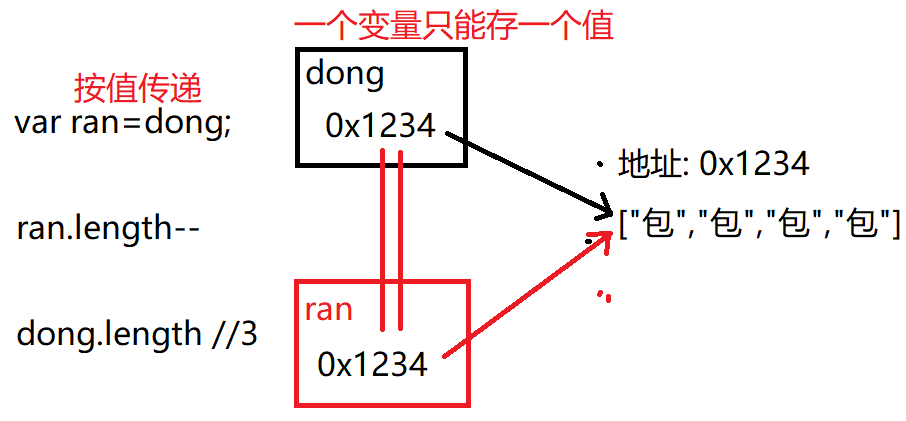 一个变量只能存一个值
按值传递
var ran=dong;
dong
0x1234
地址: 0x1234
["包","包","包","包"]
ran.length--
ran
0x1234
dong.length //3